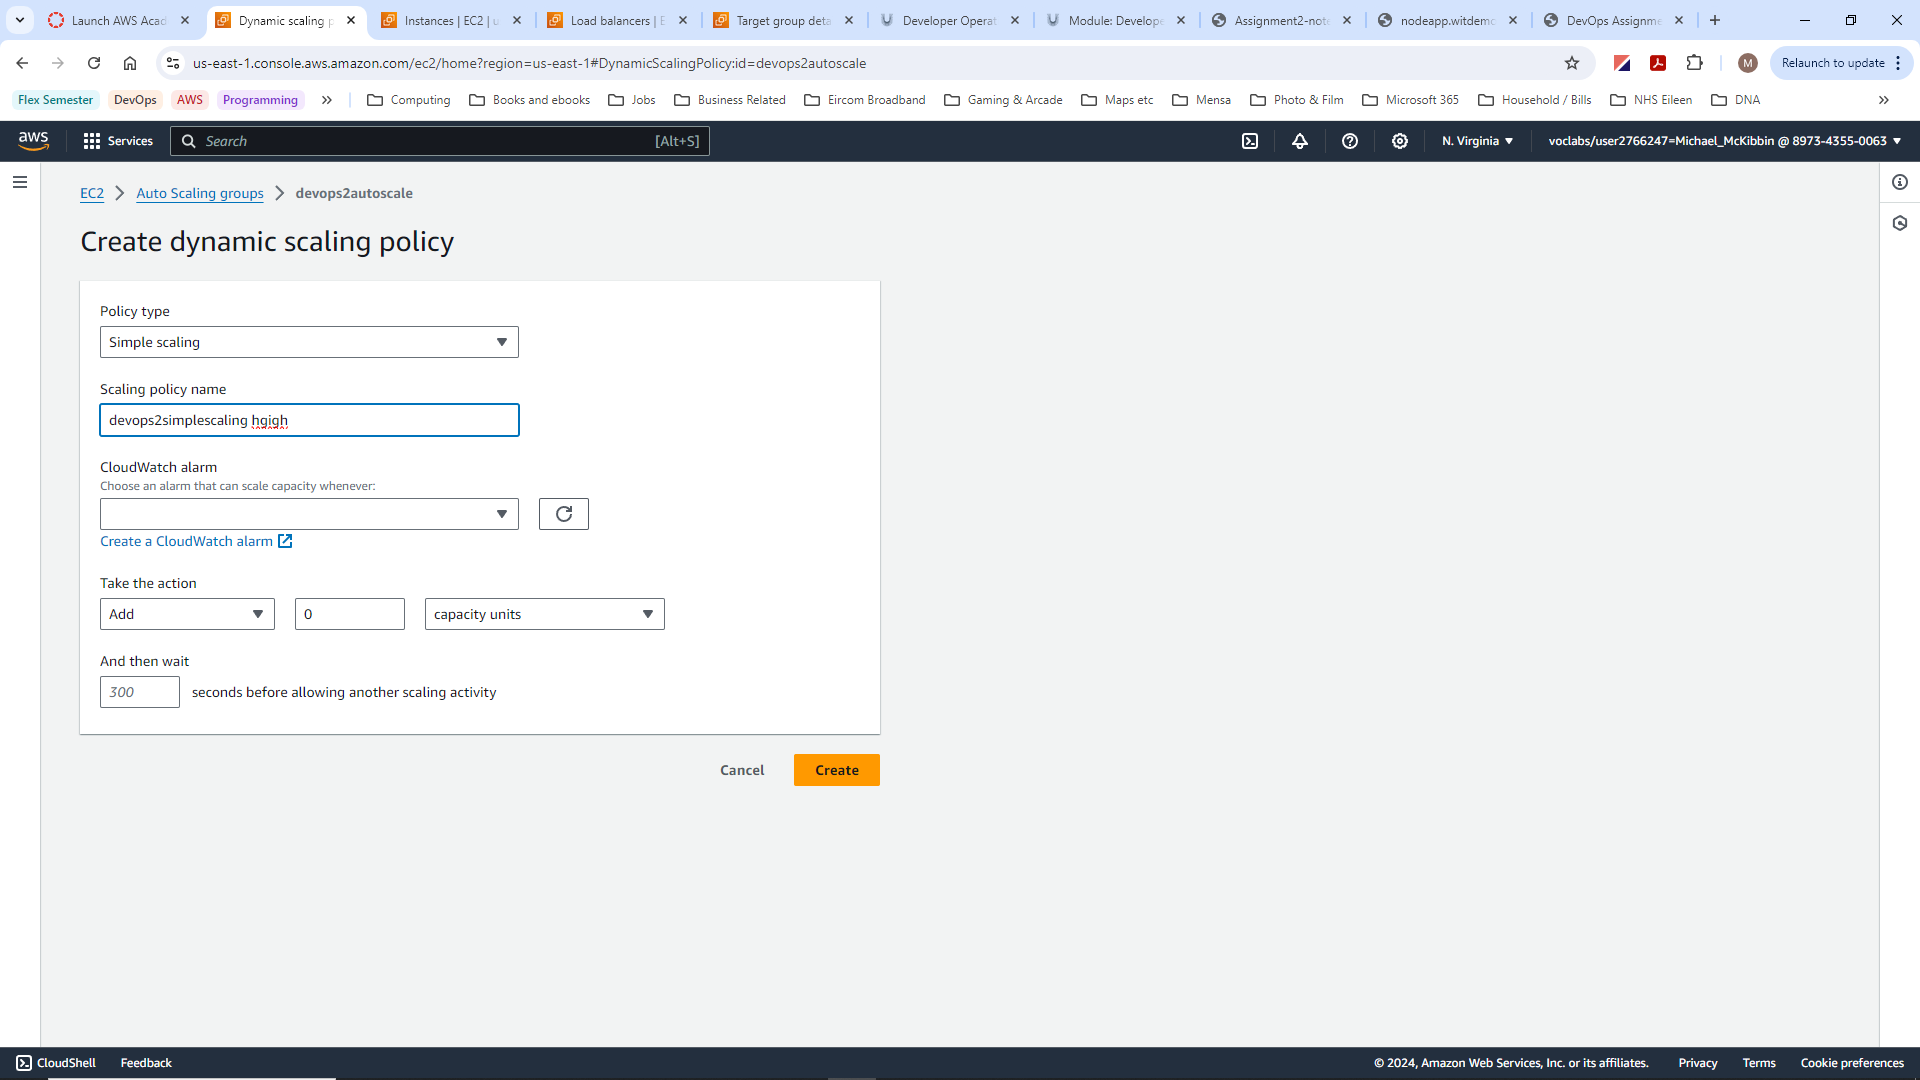 Launch AWS Acad
Dynamic scaling p
Instances | EC2 | u
Load balancers | E
Target group deta
Developer Operat
Module: Develope
Assignment2-note
nodeapp.witdemo
DevOps Assignme
us-east-1.console.aws.amazon.com/ec2/home?region=us-east-1#DynamicScalingPolicy:id=devops2autoscale
M
Relaunch to update
Flex Semester
DevOps
AWS
Programming
Computing
Books and ebooks
Jobs
Business Related
Eircom Broadband
Gaming & Arcade
Maps etc
Mensa
Photo & Film
Microsoft 365
Household / Bills
NHS Eileen
DNA
aws
Services
Search
[Alt+S]
N. Virginia
voclabs/user2766247=Michael_McKibbin @ 8973-4355-0063
EC2
Auto Scaling groups
devops2autoscale
Create dynamic scaling policy
Policy type
Simple scaling
Scaling policy name
devops2simplescaling hgigh
CloudWatch alarm
Choose an alarm that can scale capacity whenever:
Create a CloudWatch alarm
Take the action
Add
0
capacity units
And then wait
300
seconds before allowing another scaling activity
Cancel
Create
CloudShell
Feedback
© 2024, Amazon Web Services, Inc. or its affiliates.
Privacy
Terms
Cookie preferences